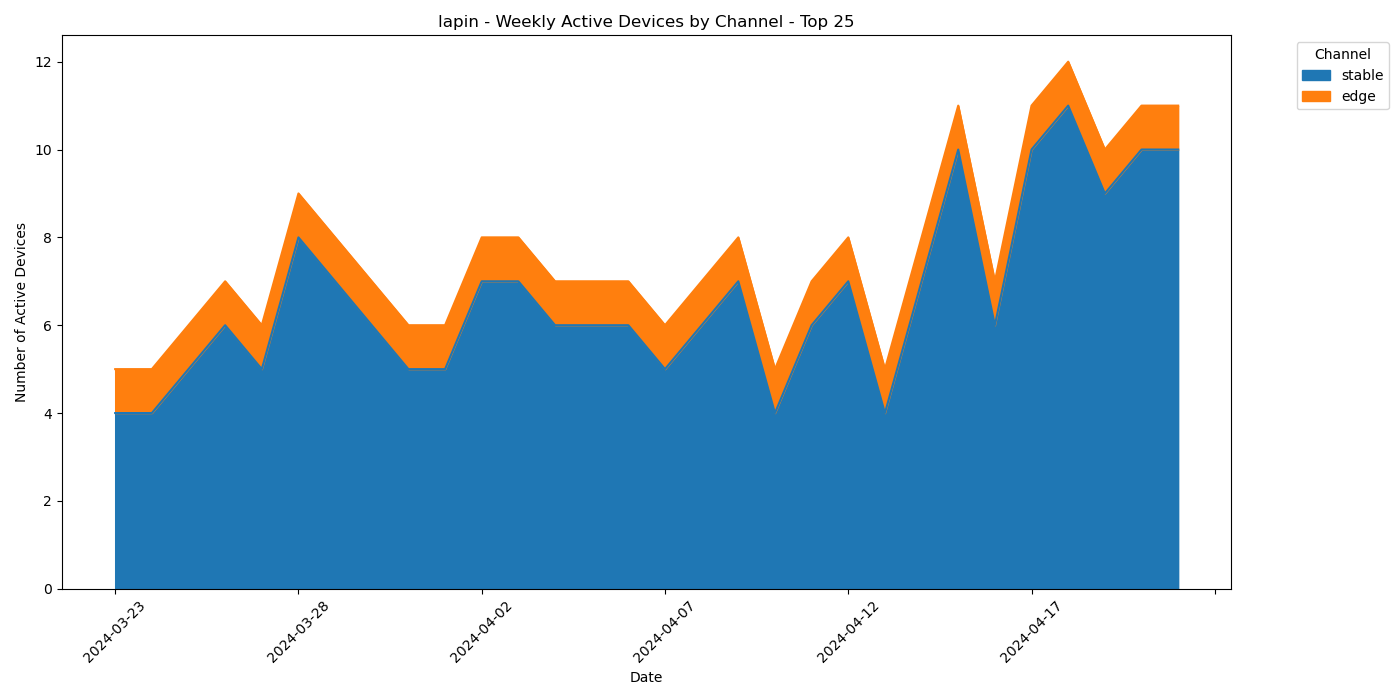 lapin - Weekly Active Devices by Channel - Top 25
Channel
stable
edge
Number of Active Devices
12
10
8
6
4
2
0
2024-03-23
2024-03-28
2024-04-02
2024-04-07
2024-04-12
2024-04-17
Date